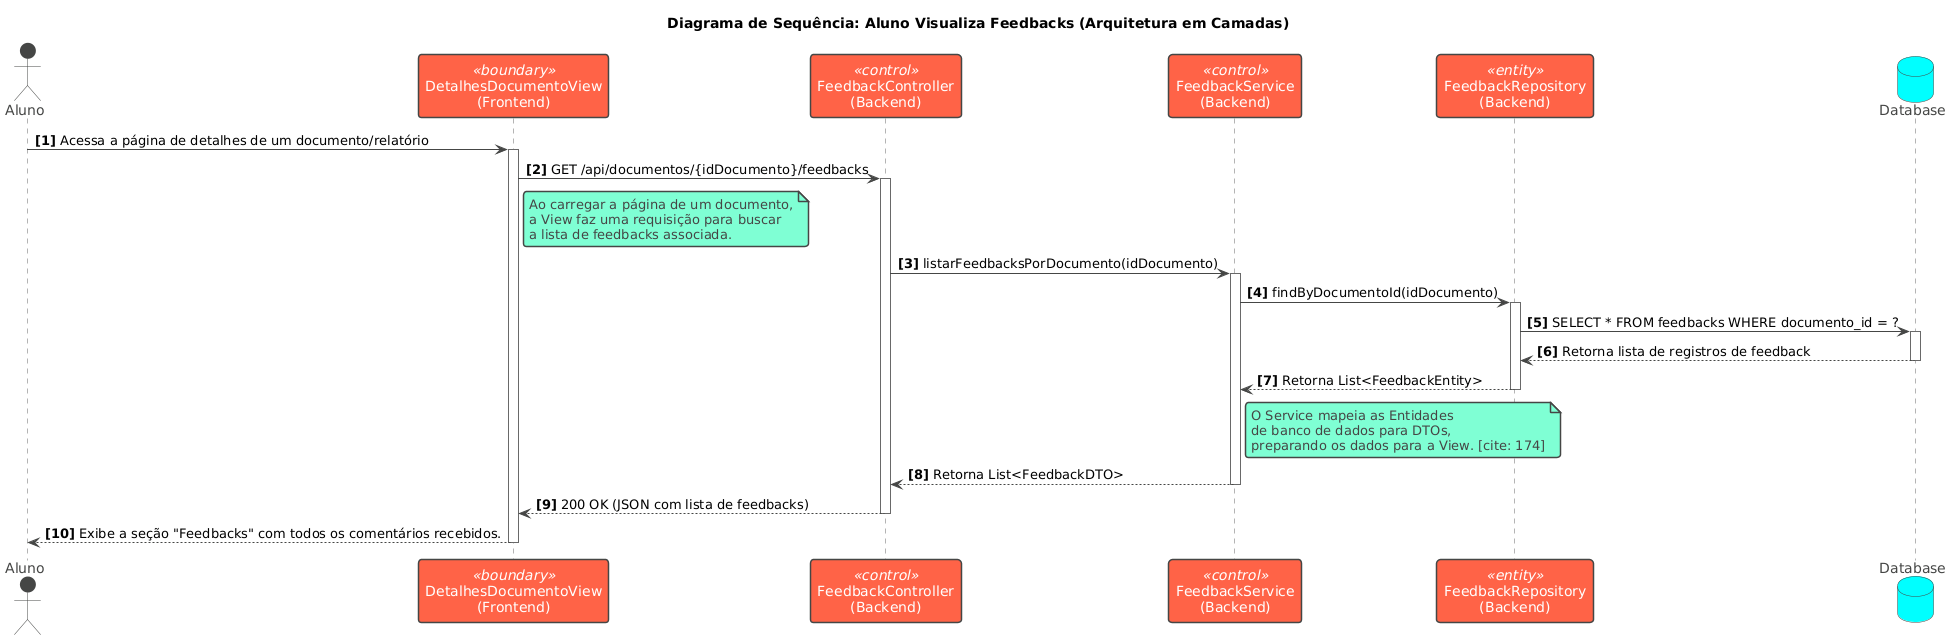 Diagrama de Sequência: Aluno Visualiza Feedbacks (Arquitetura em Camadas)
Aluno
«boundary»
DetalhesDocumentoView
(Frontend)
«control»
FeedbackController
(Backend)
«control»
FeedbackService
(Backend)
«entity»
FeedbackRepository
(Backend)
Database
[1] Acessa a página de detalhes de um documento/relatório
[2] GET /api/documentos/{idDocumento}/feedbacks
Ao carregar a página de um documento,
a View faz uma requisição para buscar
a lista de feedbacks associada.
[3] listarFeedbacksPorDocumento(idDocumento)
[4] findByDocumentoId(idDocumento)
[5] SELECT * FROM feedbacks WHERE documento_id = ?
[6] Retorna lista de registros de feedback
[7] Retorna List<FeedbackEntity>
O Service mapeia as Entidades
de banco de dados para DTOs,
preparando os dados para a View. [cite: 174]
[8] Retorna List<FeedbackDTO>
[9] 200 OK (JSON com lista de feedbacks)
[10] Exibe a seção "Feedbacks" com todos os comentários recebidos.
Aluno
«boundary»
DetalhesDocumentoView
(Frontend)
«control»
FeedbackController
(Backend)
«control»
FeedbackService
(Backend)
«entity»
FeedbackRepository
(Backend)
Database